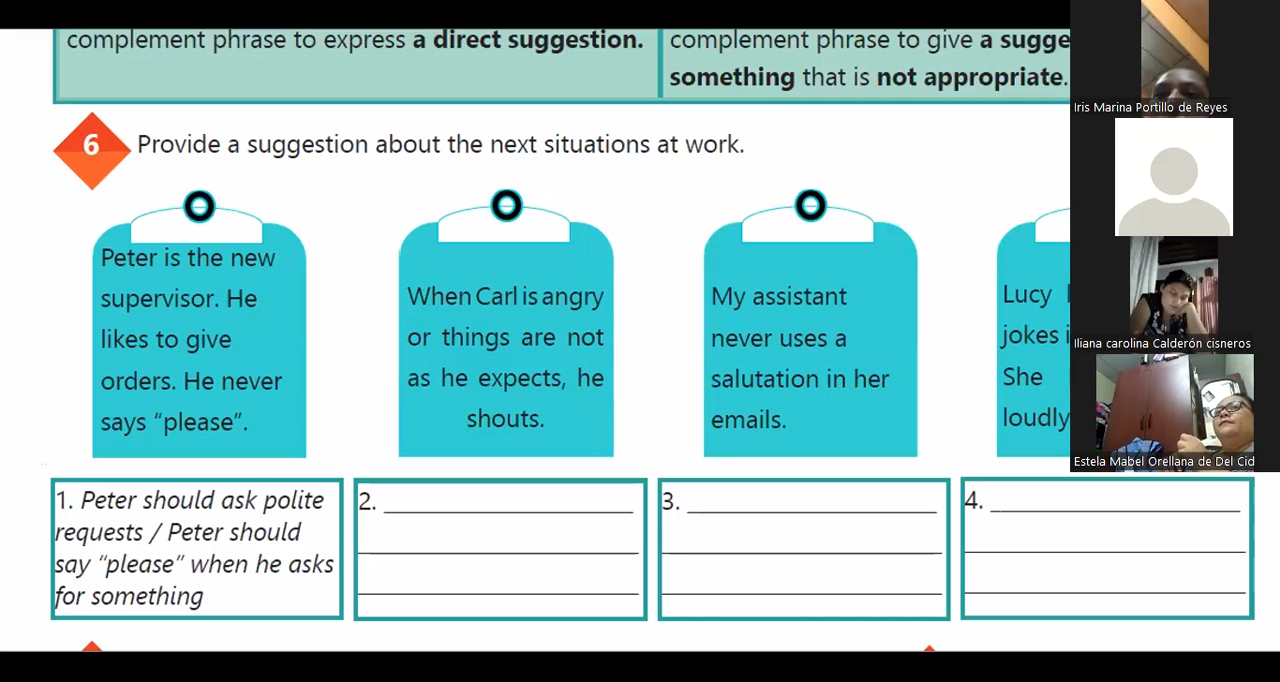 complement phrase to express a direct suggestion.
complement phrase to give a
something that is not appropriate.
6
Provide a suggestion about the next situations at work.
Peter is the new
supervisor. He
likes to give
orders. He never
says “please”.
When Carl is angry
or things are not
as he expects, he
shouts.
My assistant
never uses a
salutation in her
emails.
Lucy
jokes
She
loudly
1. Peter should ask polite
requests / Peter should
say “please” when he asks
for something
2.
3.
4.
Iris Marina Portillo de Reyes
Iliana carolina Calderón cisneros
Estela Mabel Orellana de Del Cid